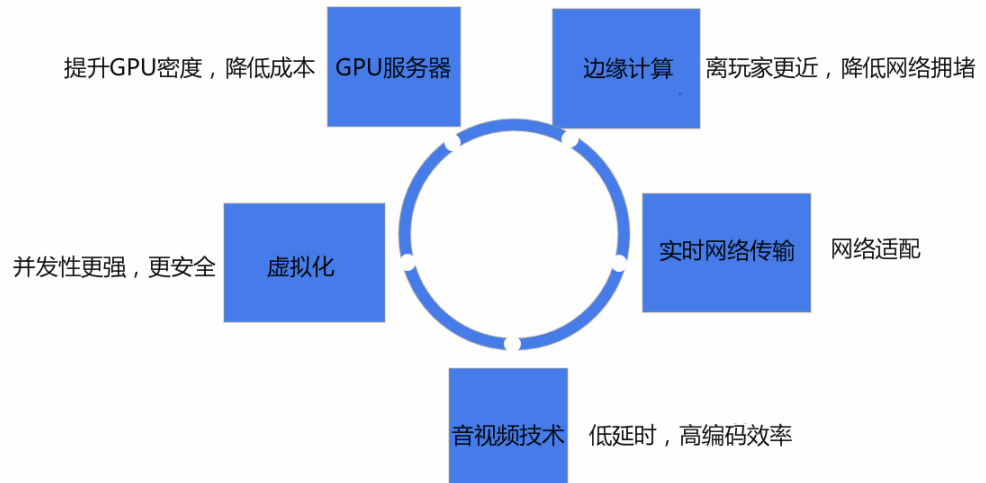 提升GPU密度，降低成本
GPU服务器
边缘计算
离玩家更近，降低网络拥堵
并发性更强，更安全
虚拟化
实时网络传输
网络适配
音视频技术
低延时，高编码效率